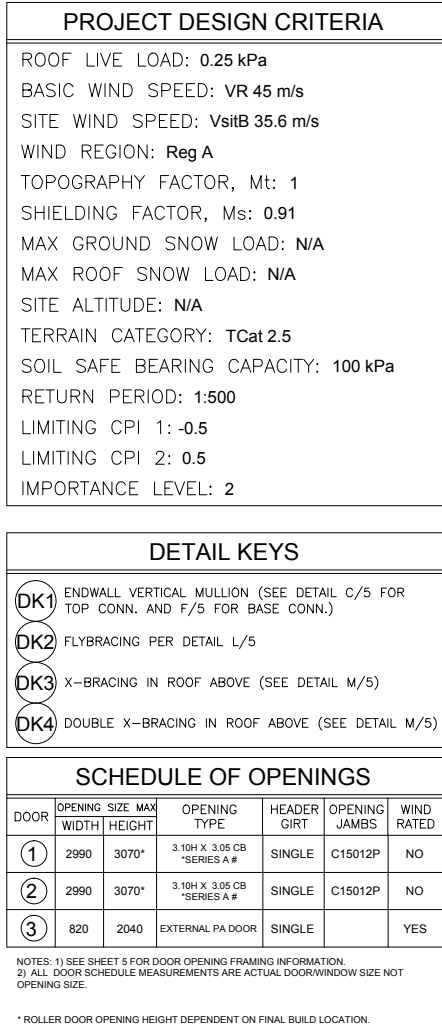 PROJECT DESIGN CRITERIA
ROOF LIVE LOAD: 0.25 kPa
BASIC WIND SPEED: VR 45 m/s
SITE WIND SPEED: VsitB 35.6 m/s
WIND REGION: Reg A
TOPOGRAPHY FACTOR, Mt: 1
SHIELDING FACTOR, Ms: 0.91
MAX GROUND SNOW LOAD: N/A
MAX ROOF SNOW LOAD: N/A
SITE ALTITUDE: N/A
TERRAIN CATEGORY: TCat 2.5
SOIL SAFE BEARING CAPACITY: 100 kPa
RETURN PERIOD: 1:500
LIMITING CPI 1: -0.5
LIMITING CPI 2: 0.5
IMPORTANCE LEVEL: 2
DETAIL KEYS
DK1 ENDWALL VERTICAL MULLION (SEE DETAIL C/5 FOR
TOP CONN. AND F/5 FOR BASE CONN.)
DK2 FLYBRACING PER DETAIL L/5
DK3 X-BRACING IN ROOF ABOVE (SEE DETAIL M/5)
DK4 DOUBLE X-BRACING IN ROOF ABOVE (SEE DETAIL M/5)
SCHEDULE OF OPENINGS
DOOR OPENING SIZE MAX OPENING TYPE HEADER GIRT OPENING JAMBS WIND RATED
WIDTH HEIGHT
1 2990 3070* 3.10H X 3.05 CB *SERIES A # SINGLE C15012P NO
2 2990 3070* 3.10H X 3.05 CB *SERIES A # SINGLE C15012P NO
3 820 2040 EXTERNAL PA DOOR SINGLE YES
NOTES: 1) SEE SHEET 5 FOR DOOR OPENING FRAMING INFORMATION.
2) ALL DOOR SCHEDULE MEASUREMENTS ARE ACTUAL DOOR/WINDOW SIZE NOT
OPENING SIZE.
* ROLLER DOOR OPENING HEIGHT DEPENDENT ON FINAL BUILD LOCATION.